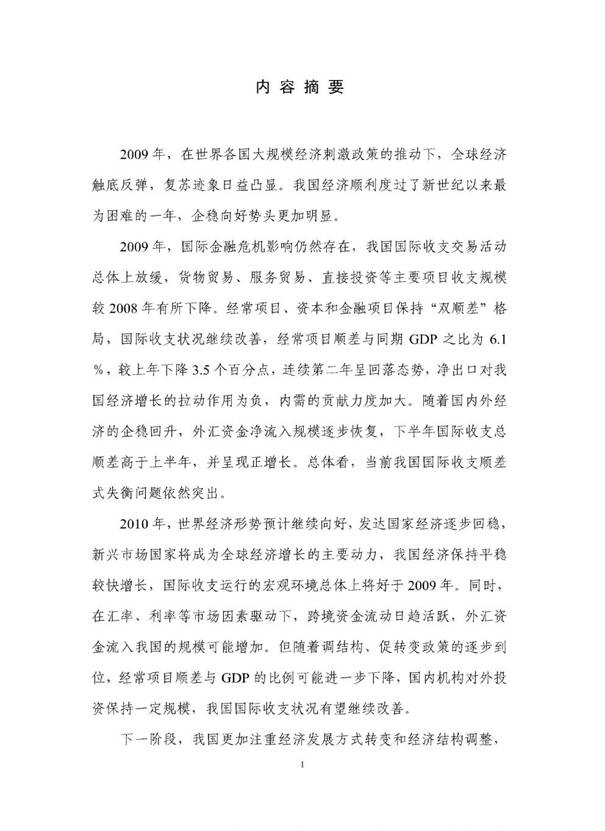 内 容 摘 要
2009 年，在世界各国大规模经济刺激政策的推动下，全球经济
触底反弹，复苏迹象日益凸显。我国经济顺利度过了新世纪以来最
为困难的一年，企稳向好势头更加明显。
2009 年，国际金融危机影响仍然存在，我国国际收支交易活动
总体上放缓，货物贸易、服务贸易、直接投资等主要项目收支规模
较 2008 年有所下降。经常项目、资本和金融项目保持“双顺差”格
局，国际收支状况继续改善，经常项目顺差与同期 GDP 之比为 6.1
%，较上年下降 3.5 个百分点，连续第二年呈回落态势，净出口对我
国经济增长的拉动作用为负，内需的贡献力度加大。随着国内外经
济的企稳回升，外汇资金净流入规模逐步恢复，下半年国际收支总
顺差高于上半年，并呈现正增长。总体看，当前我国国际收支顺差
式失衡问题依然突出。
2010 年，世界经济形势预计继续向好，发达国家经济逐步回稳，
新兴市场国家将成为全球经济增长的主要动力，我国经济保持平稳
较快增长，国际收支运行的宏观环境总体上将好于 2009 年。同时，
在汇率、利率等市场因素驱动下，跨境资金流动日趋活跃，外汇资
金流入我国的规模可能增加。但随着调结构、促转变政策的逐步到
位，经常项目顺差与 GDP 的比例可能进一步下降，国内机构对外投
资保持一定规模，我国国际收支状况有望继续改善。
下一阶段，我国更加注重经济发展方式转变和经济结构调整，
1